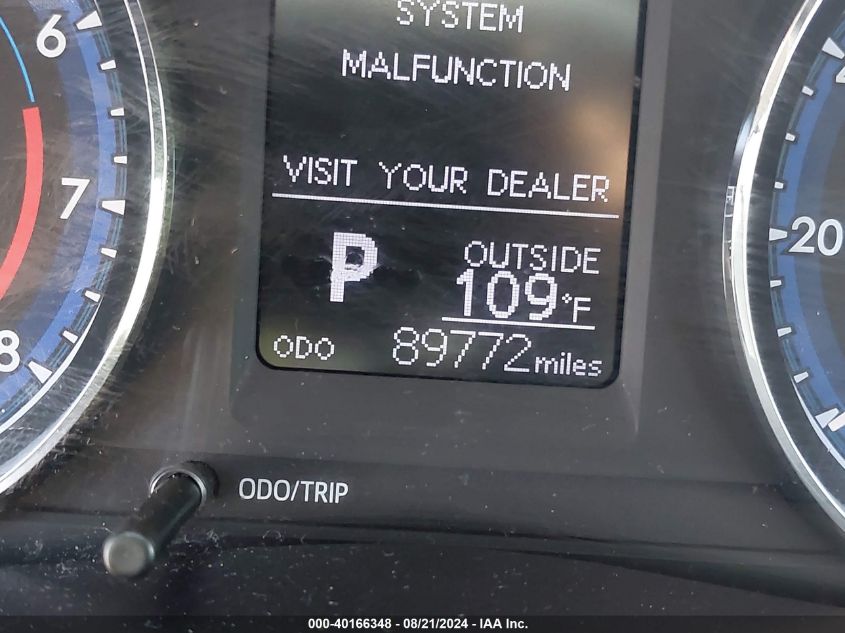 SYSTEM
MALFUNCTION
VISIT YOUR DEALER
P
OUTSIDE
109°F
ODO 89772 miles
6
7
8
20
ODO/TRIP
000-40166348 - 08/21/2024 - IAA Inc.